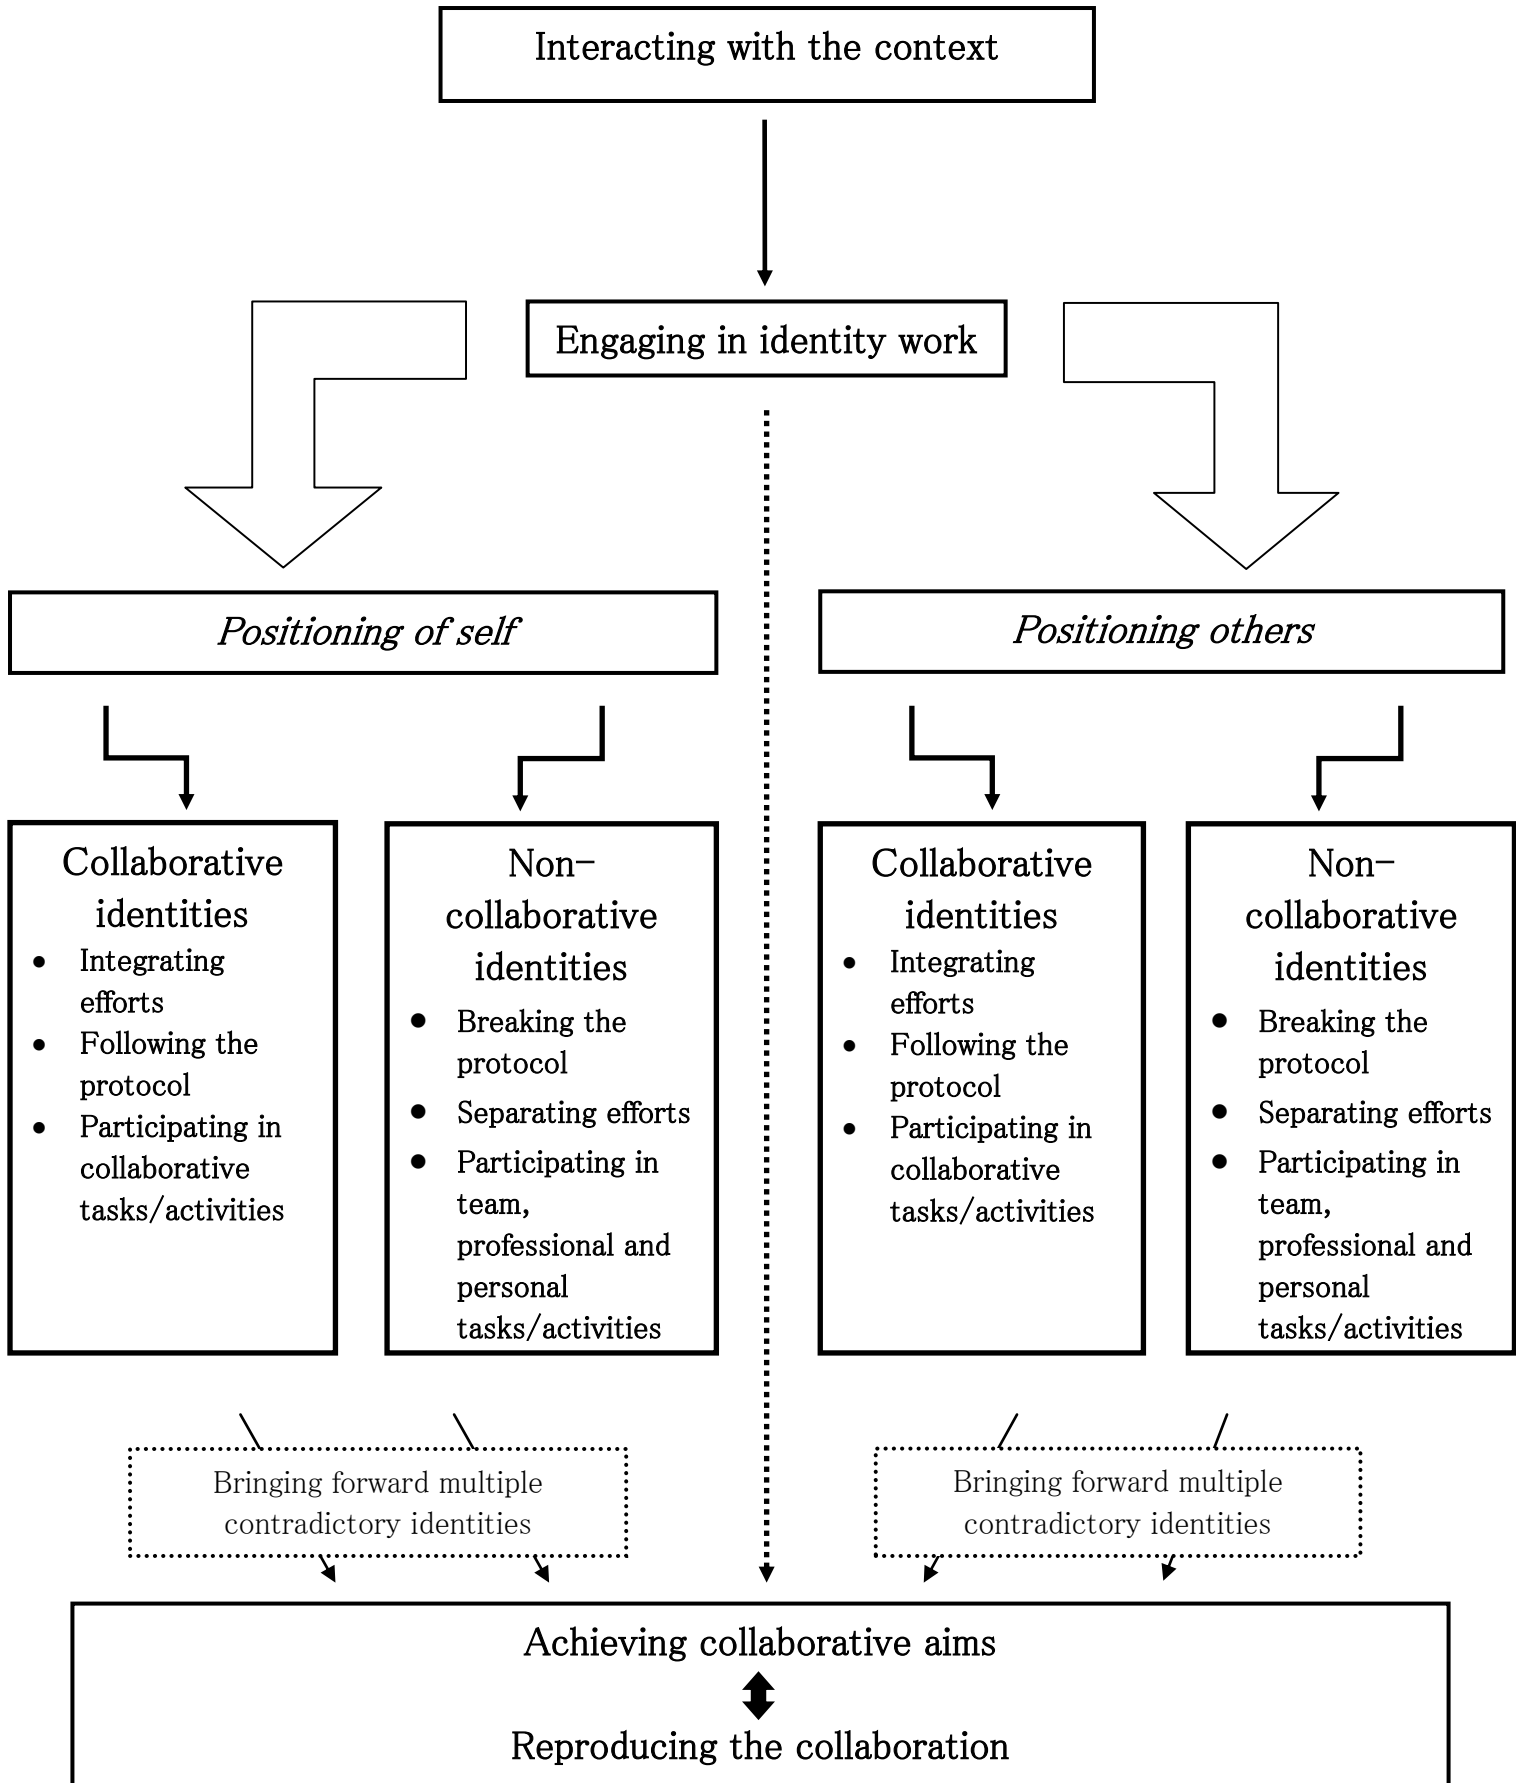 Interacting with the context
Engaging in identity work
Positioning of self
Positioning others
Collaborative
identities
• Integrating
efforts
• Following the
protocol
• Participating in
collaborative
tasks/activities
Non-
collaborative
identities
• Breaking the
protocol
• Separating efforts
• Participating in
team,
professional and
personal
tasks/activities
Collaborative
identities
• Integrating
efforts
• Following the
protocol
• Participating in
collaborative
tasks/activities
Non-
collaborative
identities
• Breaking the
protocol
• Separating efforts
• Participating in
team,
professional and
personal
tasks/activities
Bringing forward multiple
contradictory identities
Bringing forward multiple
contradictory identities
Achieving collaborative aims
Reproducing the collaboration